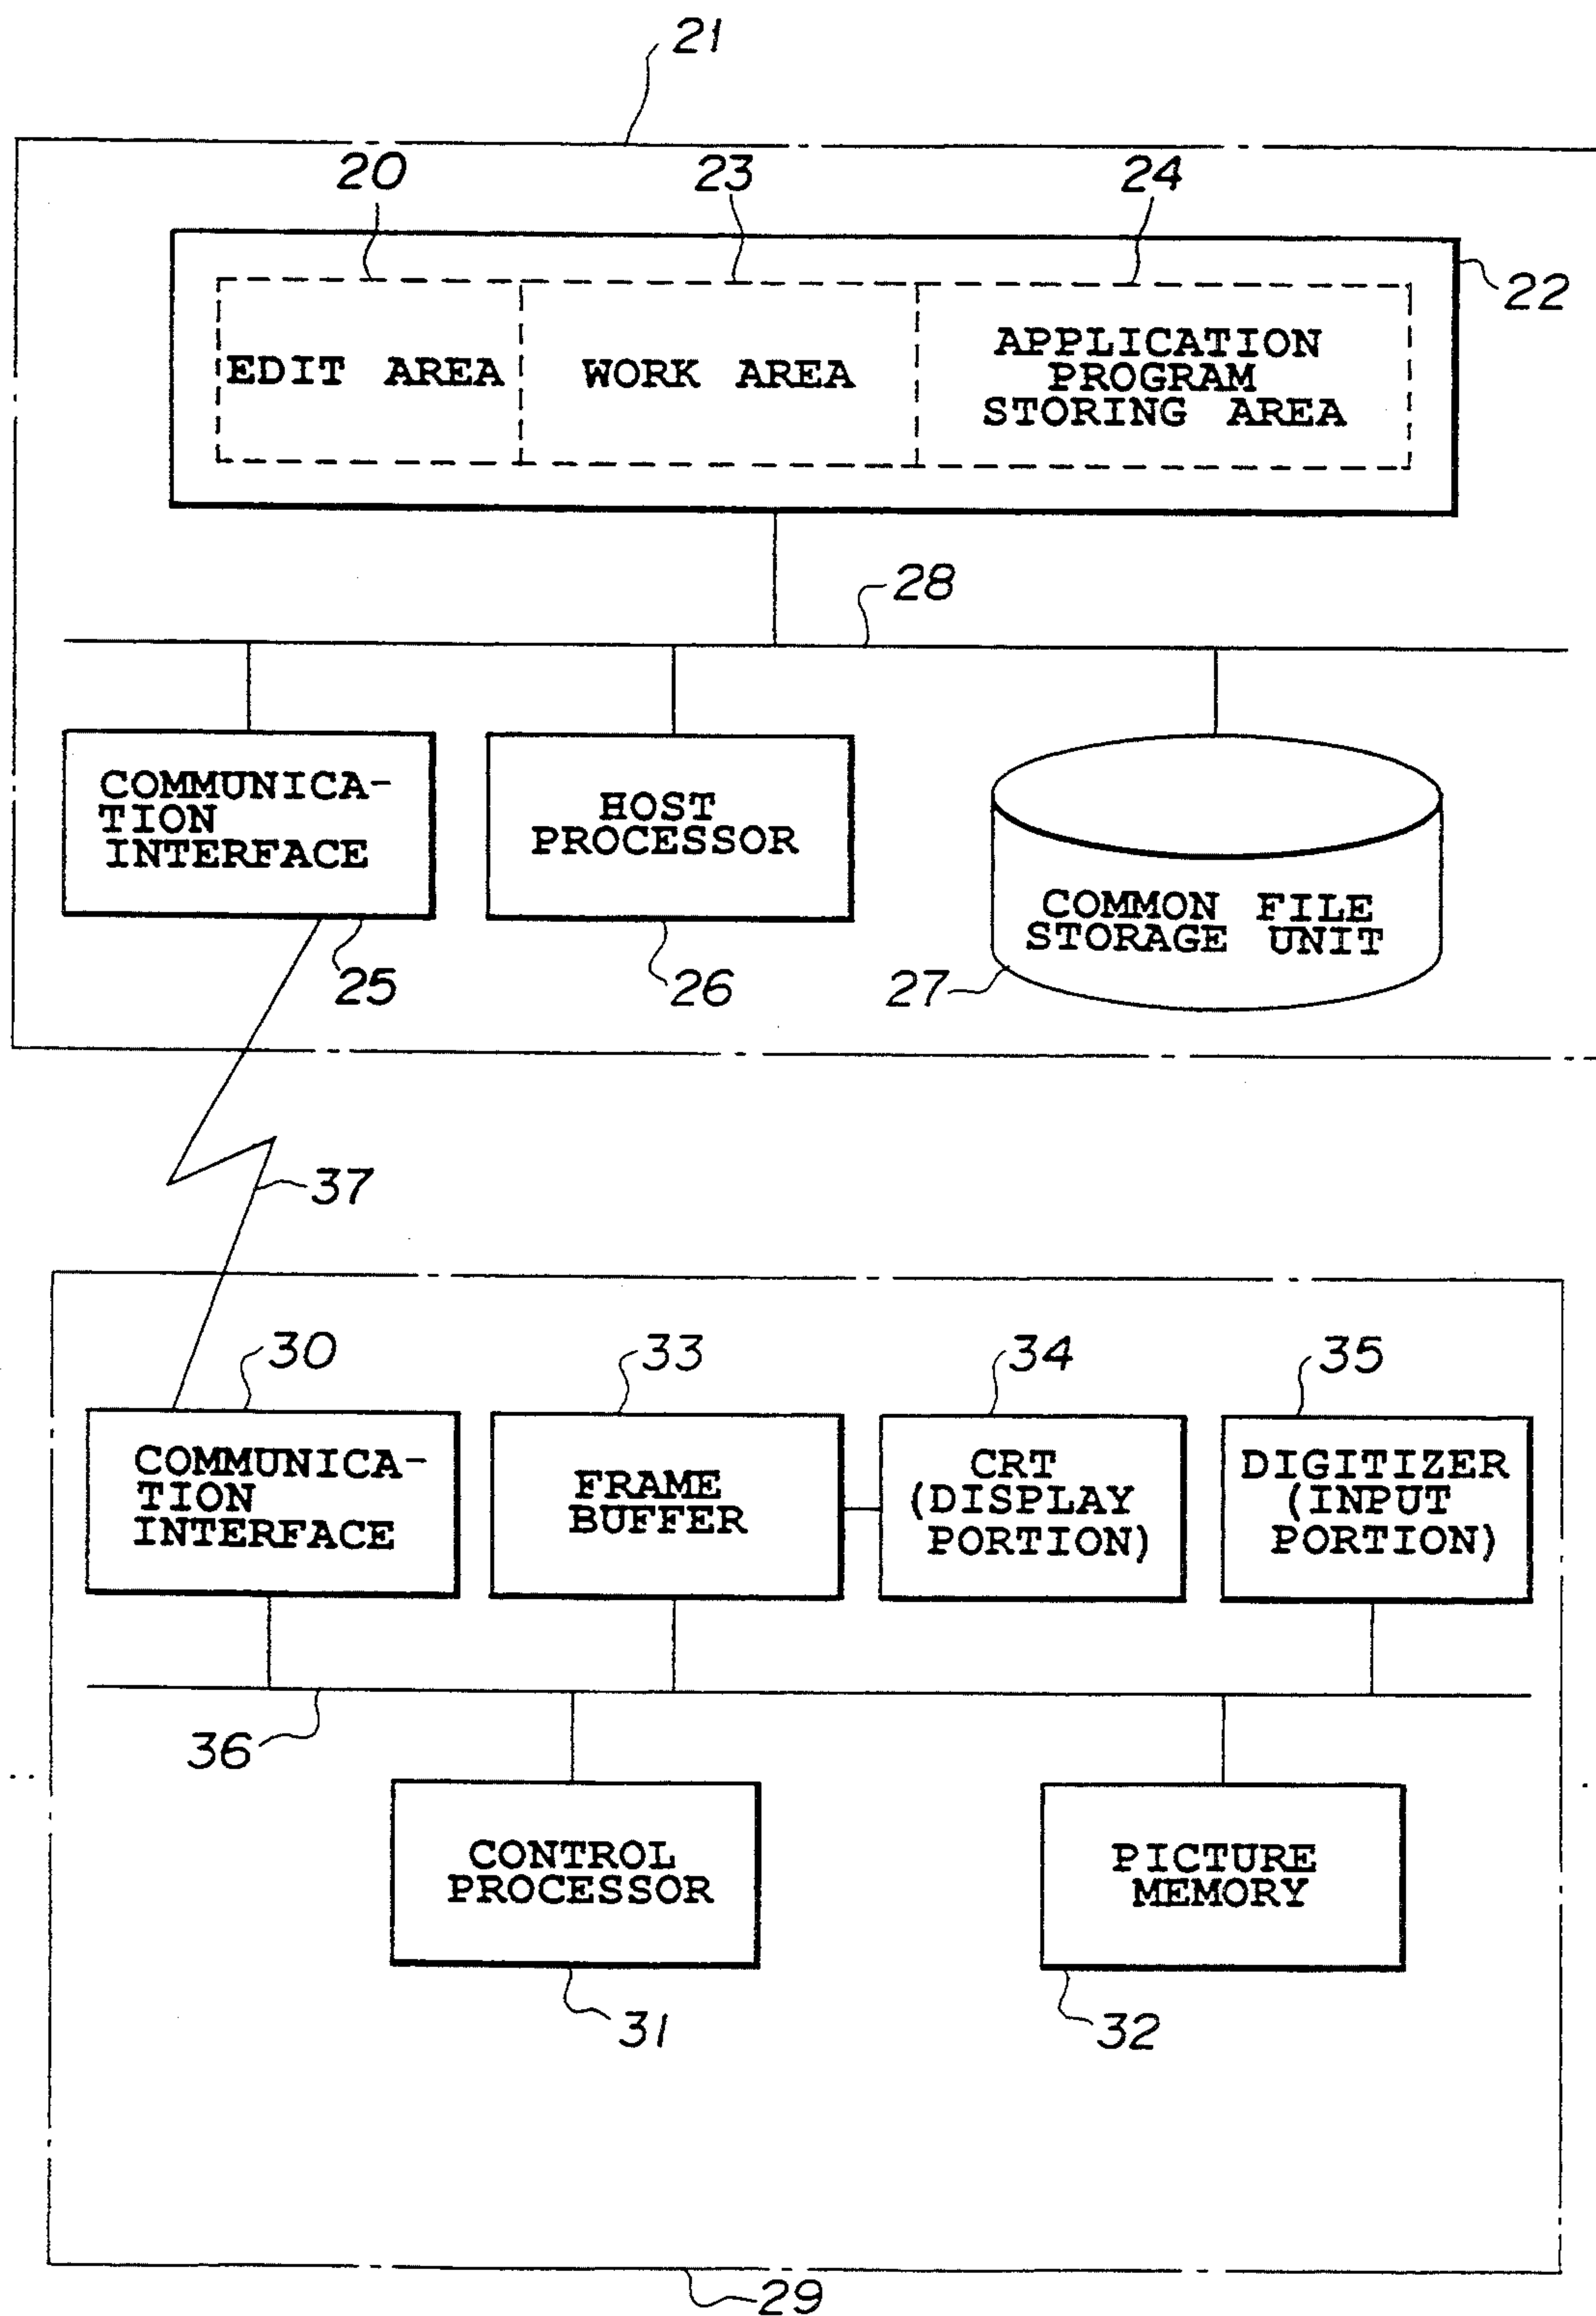 21
20 23 24
22
EDIT AREA
WORK AREA
APPLICATION
PROGRAM
STORING AREA
28
COMMUNICA-
TION
INTERFACE
HOST
PROCESSOR
COMMON FILE
STORAGE UNIT
25
26
27
37
30
33
34
35
COMMUNICA-
TION
INTERFACE
FRAME
BUFFER
CRT
(DISPLAY
PORTION)
DIGITIZER
(INPUT
PORTION)
36
CONTROL
PROCESSOR
PICTURE
MEMORY
31
32
29